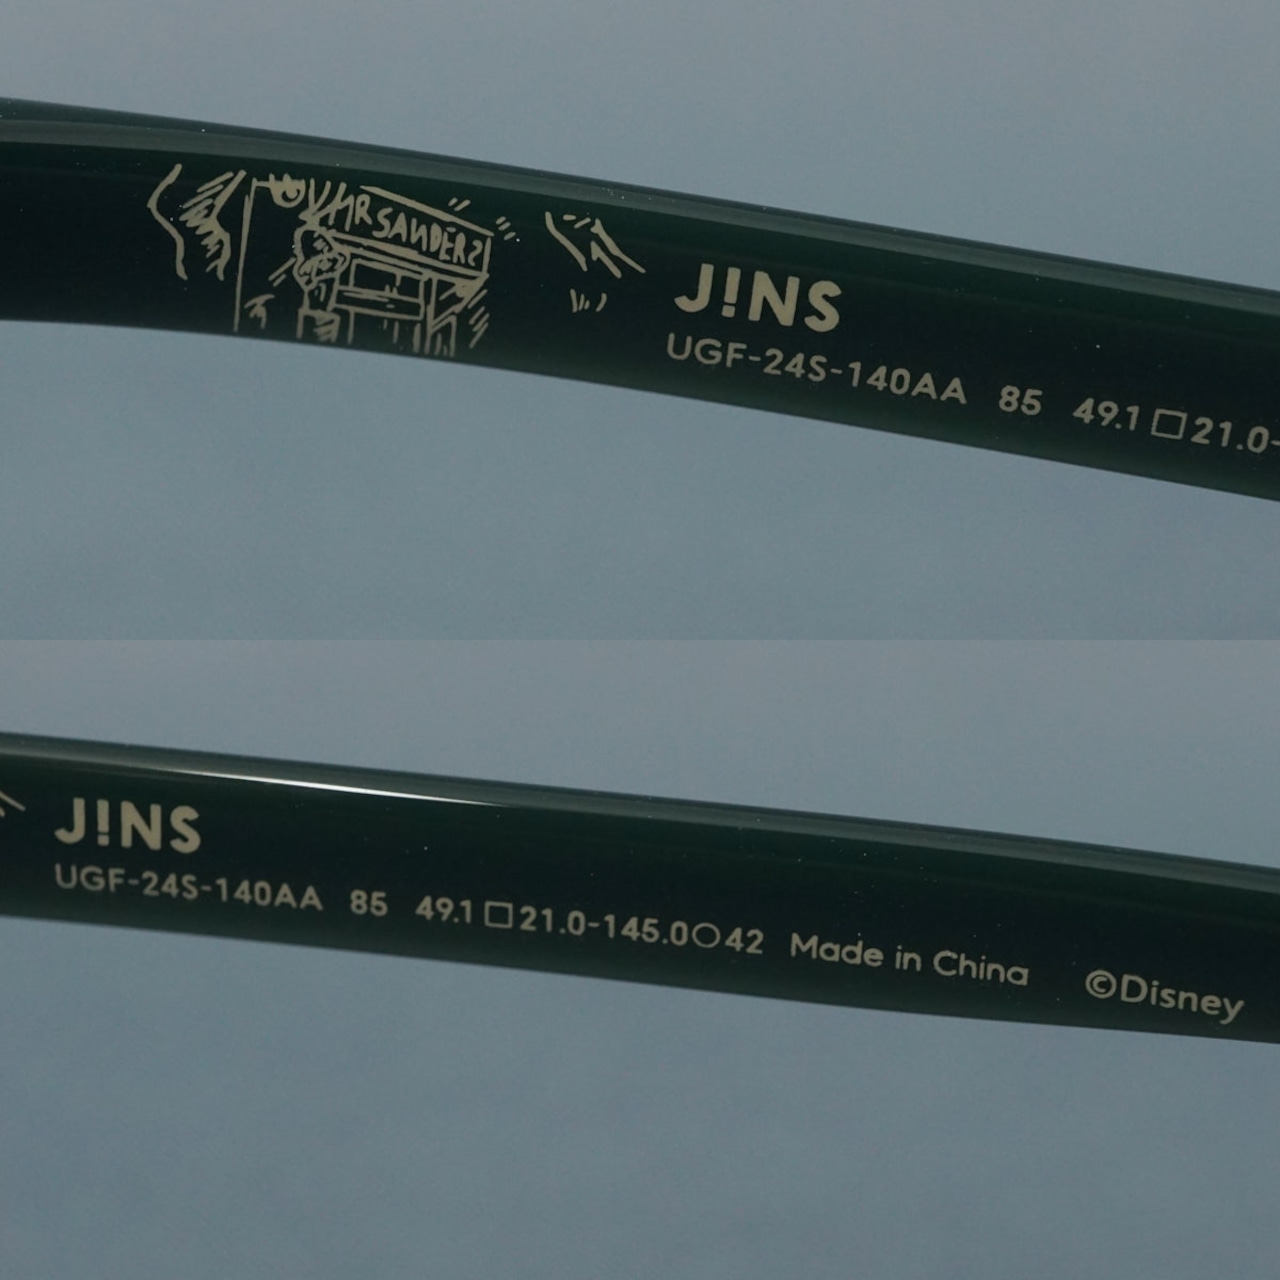 MR SANDERS
J!NS
UGF-24S-140AA 85 49.1□21.0-
J!NS
UGF-24S-140AA 85 49.1□21.0-145.0○42 Made in China ©Disney